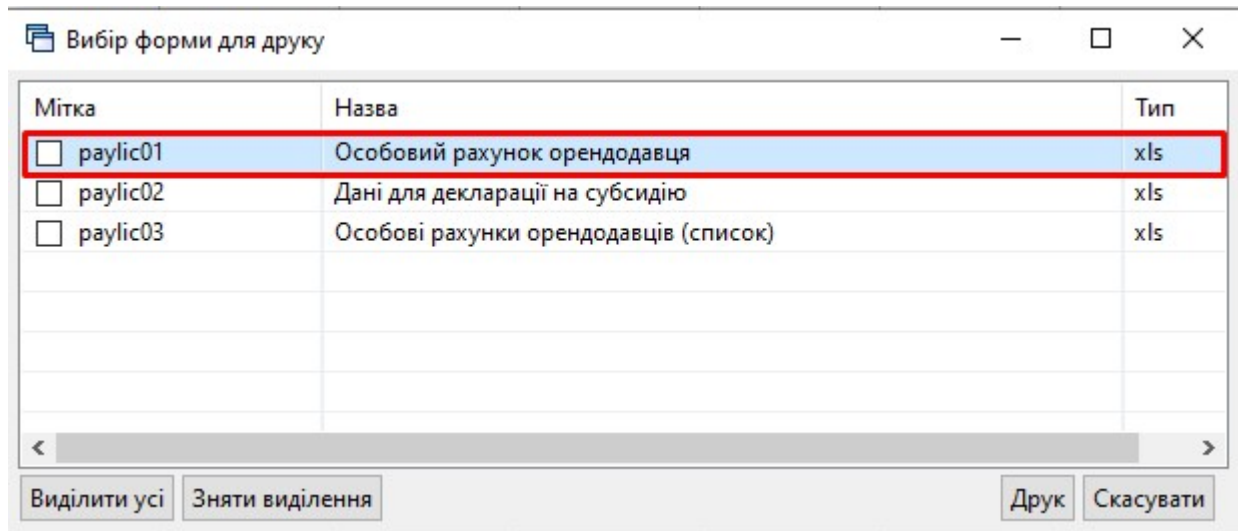 Вибір форми для друку
Мітка Назва Тип
paylic01 Особовий рахунок орендодавця xls
paylic02 Дані для декларації на субсидію xls
paylic03 Особові рахунки орендодавців (список) xls
Виділити усі Зняти виділення Друк Скасувати